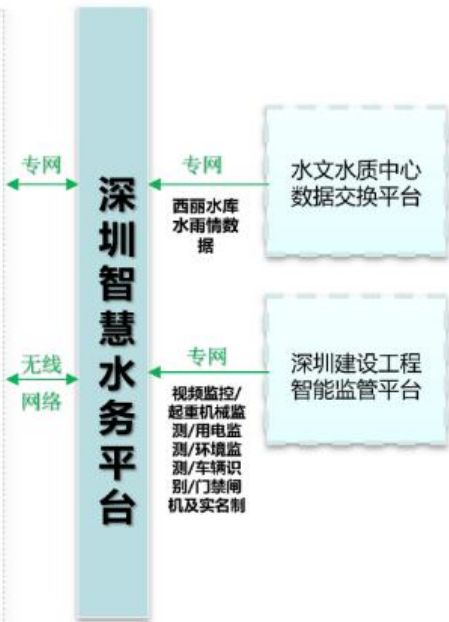 专网
无线
网络
深圳智慧水务平台
专网
西丽水库
水雨情数
据
水文水质中心
数据交换平台
专网
视频监控/
起重机械监
测/用电监
测/环境监
测/车辆识
别/门禁闸
机及实名制
深圳建设工程
智能监管平台